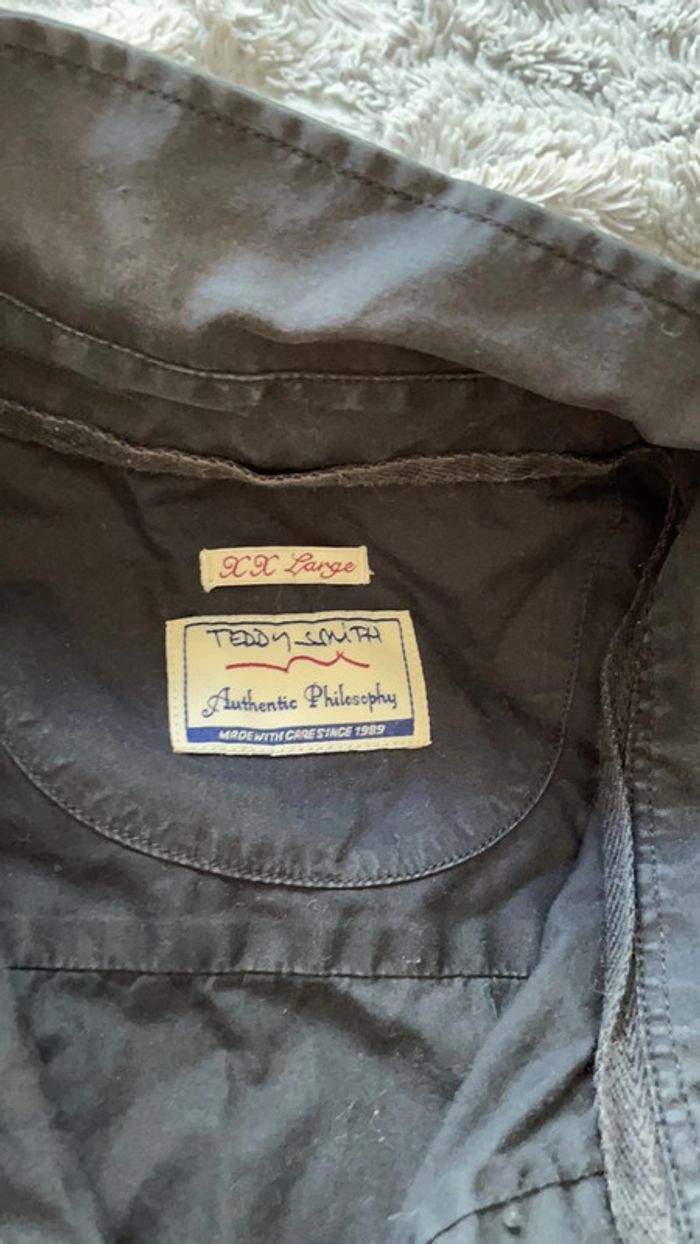 XX Large
TEDDY SMITH
Authentic Philosophy
MADE WITH CARE SINCE 1989